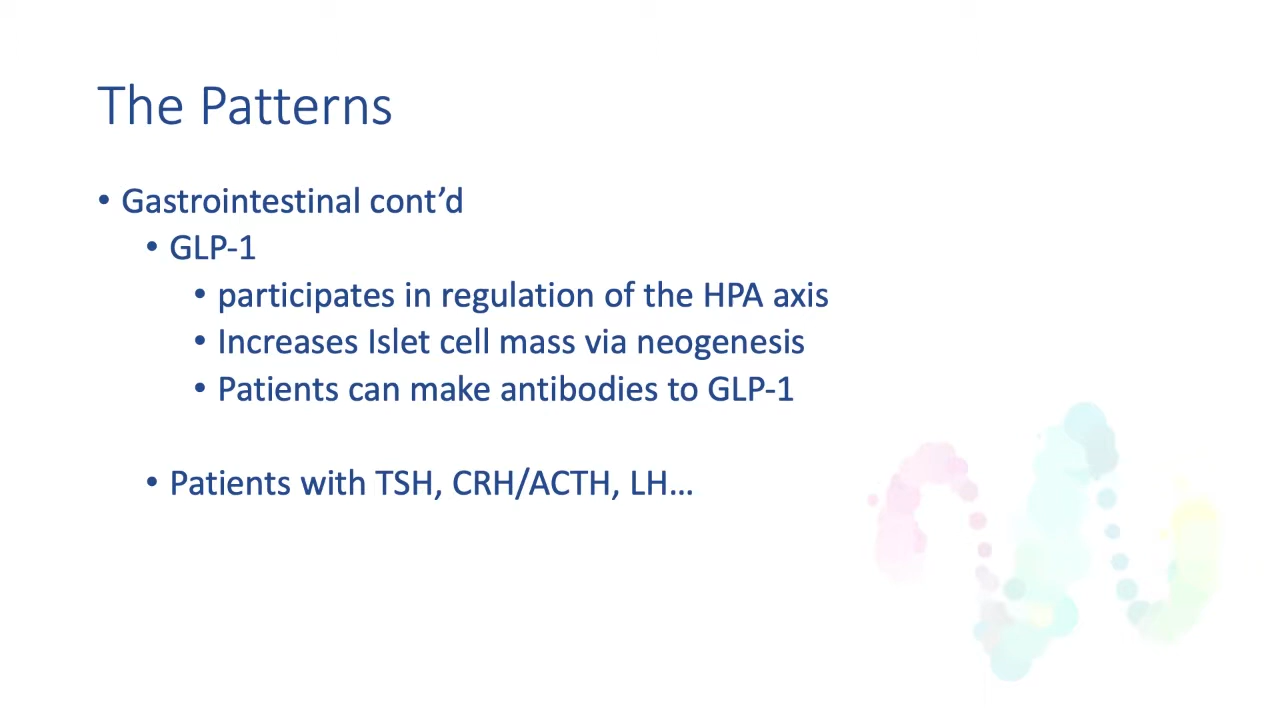 The Patterns
• Gastrointestinal cont’d
• GLP-1
• participates in regulation of the HPA axis
• Increases Islet cell mass via neogenesis
• Patients can make antibodies to GLP-1
• Patients with TSH, CRH/ACTH, LH…